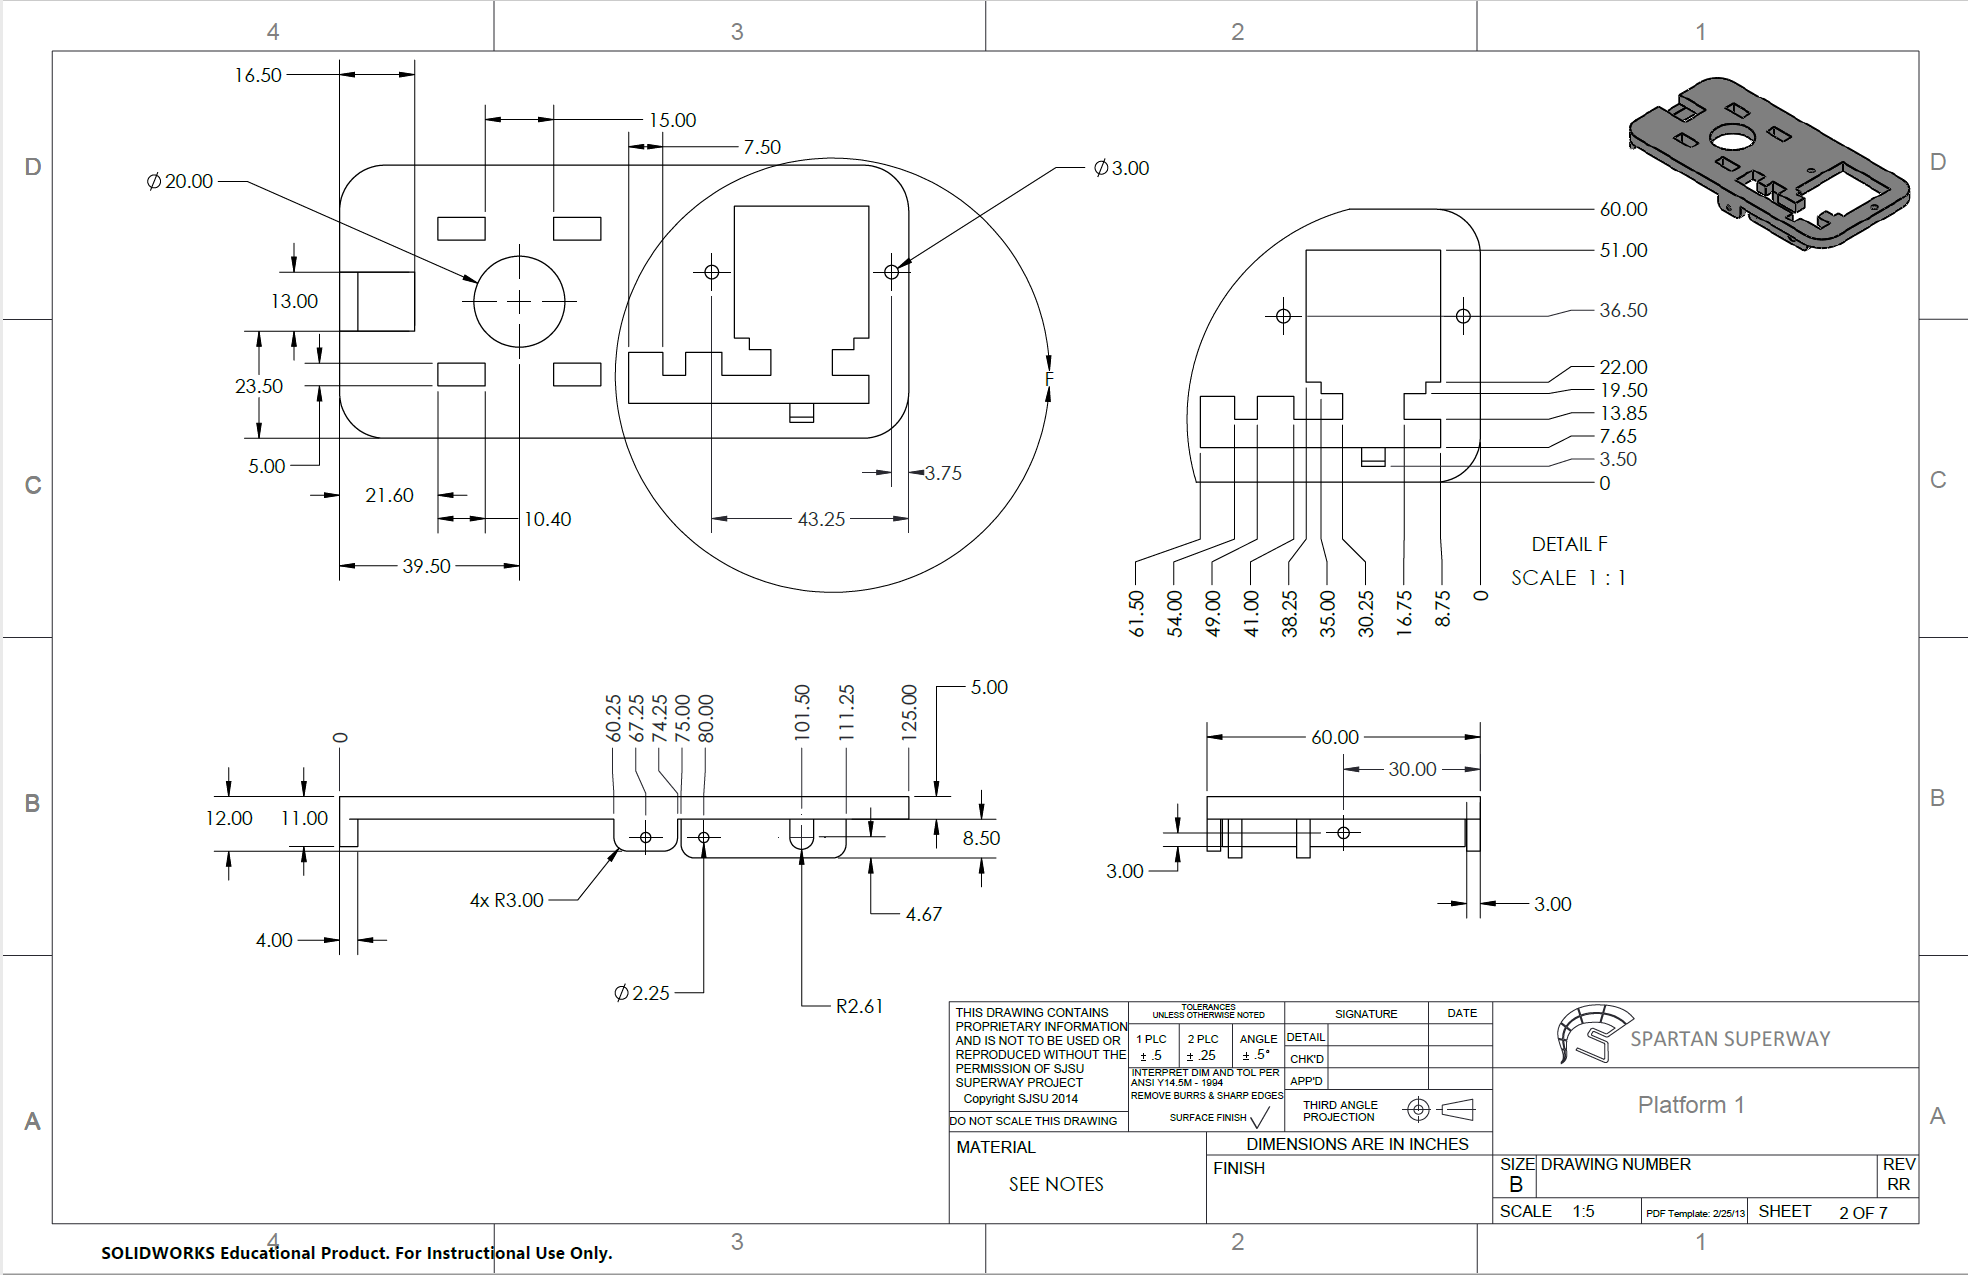 4
3
2
1
D
D
C
C
B
B
A
A
16.50
15.00
7.50
Ø20.00
Ø3.00
13.00
23.50
5.00
21.60
10.40
39.50
3.75
43.25
F
60.00
51.00
36.50
22.00
19.50
13.85
7.65
3.50
0
61.50
54.00
49.00
41.00
38.25
35.00
30.25
16.75
8.75
0
DETAIL F
SCALE 1 : 1
0
60.25
67.25
74.25
75.00
80.00
101.50
111.25
125.00
5.00
12.00
11.00
8.50
4x R3.00
4.67
4.00
Ø2.25
R2.61
60.00
30.00
3.00
3.00
THIS DRAWING CONTAINS
PROPRIETARY INFORMATION
AND IS NOT TO BE USED OR
REPRODUCED WITHOUT THE
PERMISSION OF SJSU
SUPERWAY PROJECT
Copyright SJSU 2014
DO NOT SCALE THIS DRAWING
TOLERANCES
UNLESS OTHERWISE NOTED
1 PLC
± .5
2 PLC
± .25
ANGLE
± .5°
INTERPRET DIM AND TOL PER
ANSI Y14.5M - 1994
REMOVE BURRS & SHARP EDGES
SURFACE FINISH
SIGNATURE
DATE
DETAIL
CHK'D
APP'D
THIRD ANGLE
PROJECTION
DIMENSIONS ARE IN INCHES
MATERIAL
SEE NOTES
FINISH
SPARTAN SUPERWAY
Platform 1
SIZE
B
DRAWING NUMBER
REV
RR
SCALE 1:5
PDF Template: 2/25/13
SHEET 2 OF 7
4
3
2
1
SOLIDWORKS Educational Product. For Instructional Use Only.